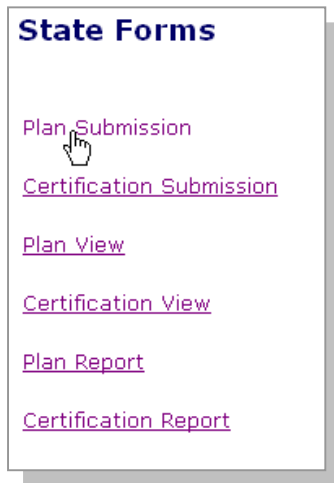 State Forms
Plan Submission
Certification Submission
Plan View
Certification View
Plan Report
Certification Report